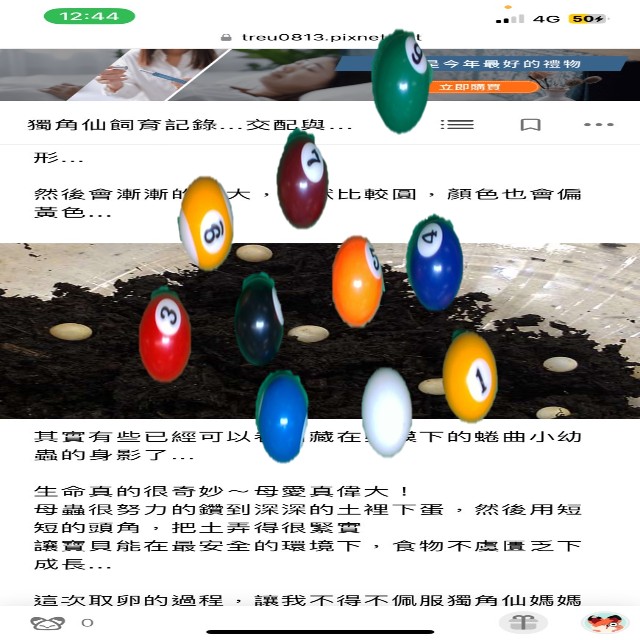 12:44
4G 50
treu0813.pixne t
是今年最好的禮物
立即購買
獨角仙飼育記錄...交配與...
形...
然後會漸漸的 大, 比較圓,顏色也會偏
黃色...
6
7
9
5
4
3
1
其實有些已經可以 藏在 下的蜷曲小幼
蟲的身影了...
生命真的很奇妙～母愛真偉大!
母蟲很努力的鑽到深深的土裡下蛋,然後用短
短的頭角,把土弄得很緊實
讓寶貝能在最安全的環境下,食物不虞匱乏下
成長...
這次取卵的過程,讓我不得不佩服獨角仙媽媽
0